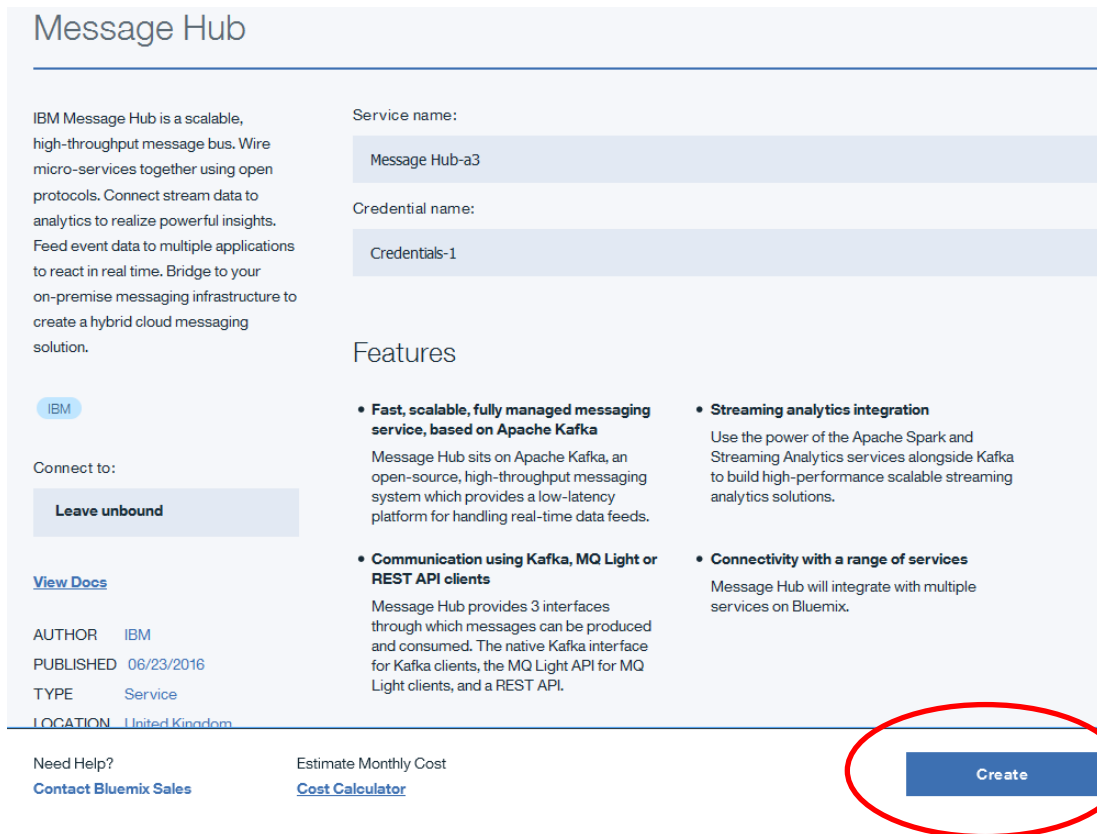 Message Hub
IBM Message Hub is a scalable,
high-throughput message bus. Wire
micro-services together using open
protocols. Connect stream data to
analytics to realize powerful insights.
Feed event data to multiple applications
to react in real time. Bridge to your
on-premise messaging infrastructure to
create a hybrid cloud messaging
solution.
IBM
Connect to:
Leave unbound
View Docs
AUTHOR IBM
PUBLISHED 06/23/2016
TYPE Service
LOCATION United Kingdom
Service name:
Message Hub-a3
Credential name:
Credentials-1
Features
• Fast, scalable, fully managed messaging
service, based on Apache Kafka
Message Hub sits on Apache Kafka, an
open-source, high-throughput messaging
system which provides a low-latency
platform for handling real-time data feeds.
• Streaming analytics integration
Use the power of the Apache Spark and
Streaming Analytics services alongside Kafka
to build high-performance scalable streaming
analytics solutions.
• Communication using Kafka, MQ Light or
REST API clients
Message Hub provides 3 interfaces
through which messages can be produced
and consumed. The native Kafka interface
for Kafka clients, the MQ Light API for MQ
Light clients, and a REST API.
• Connectivity with a range of services
Message Hub will integrate with multiple
services on Bluemix.
Need Help?
Contact Bluemix Sales
Estimate Monthly Cost
Cost Calculator
Create